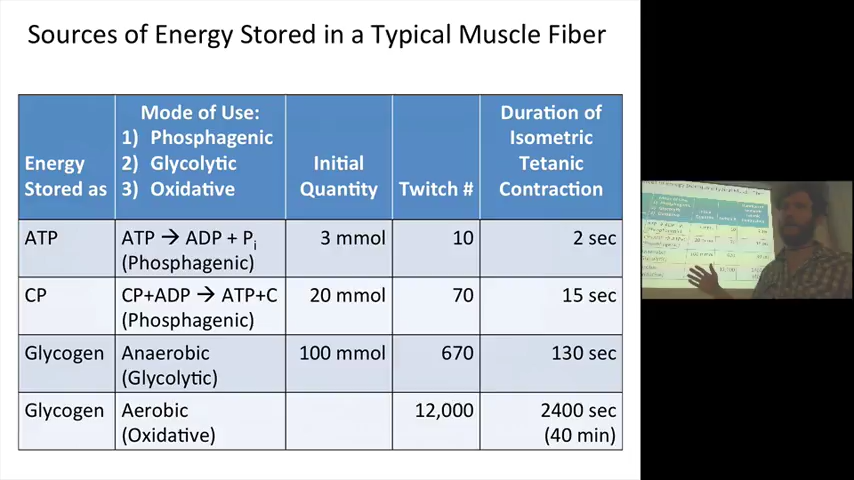 Sources of Energy Stored in a Typical Muscle Fiber
Energy Stored as
Mode of Use:
1) Phosphagenic
2) Glycolytic
3) Oxidative
Initial Quantity
Twitch #
Duration of Isometric Tetanic Contraction
ATP
ATP → ADP + Pi
(Phosphagenic)
3 mmol
10
2 sec
CP
CP+ADP → ATP+C
(Phosphagenic)
20 mmol
70
15 sec
Glycogen
Anaerobic
(Glycolytic)
100 mmol
670
130 sec
Glycogen
Aerobic
(Oxidative)
12,000
2400 sec
(40 min)